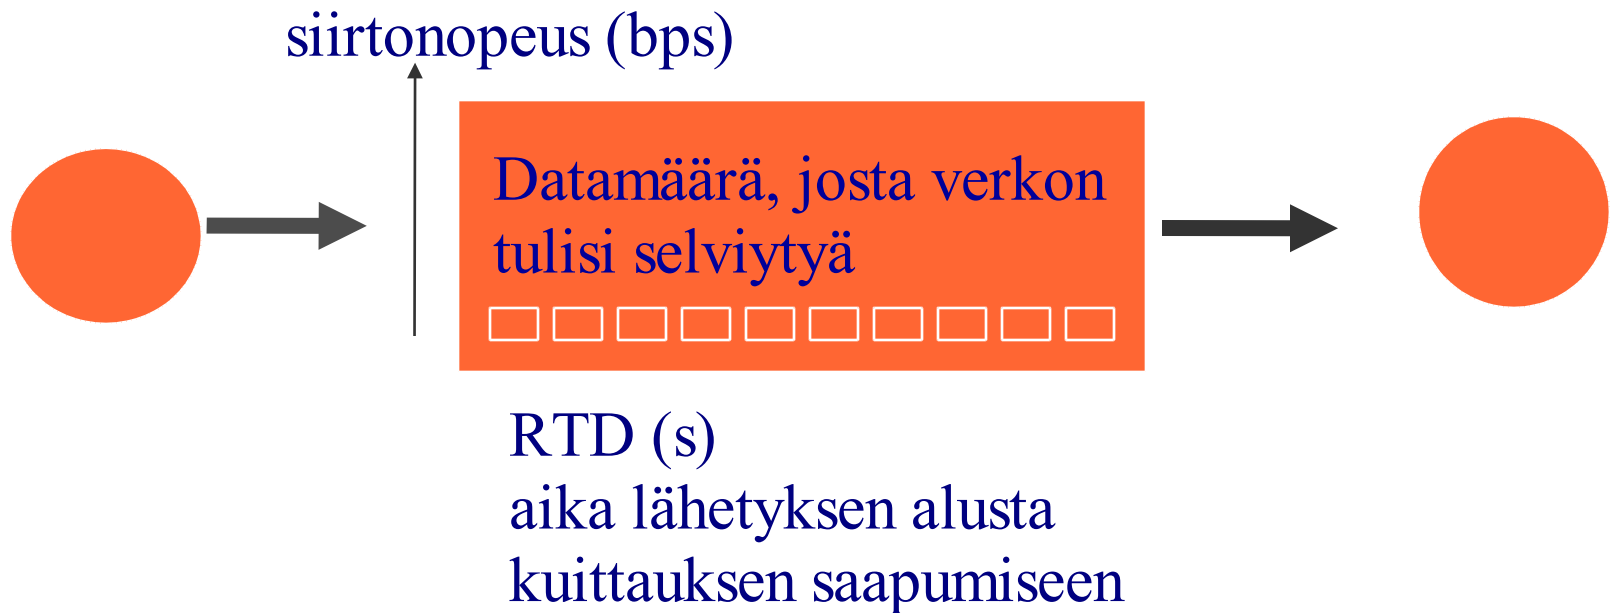 siirtonopeus (bps)
Datamäärä, josta verkon
tulisi selviytyä
RTD (s)
aika lähetyksen alusta
kuittauksen saapumiseen